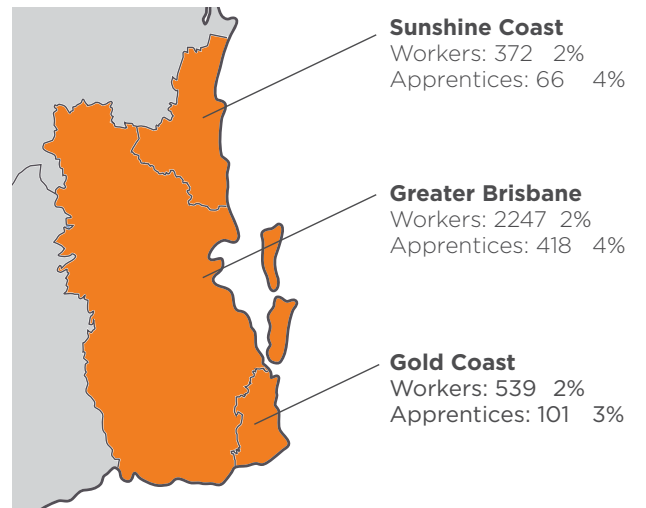 Sunshine Coast
Workers: 372 2%
Apprentices: 66 4%
Greater Brisbane
Workers: 2247 2%
Apprentices: 418 4%
Gold Coast
Workers: 539 2%
Apprentices: 101 3%